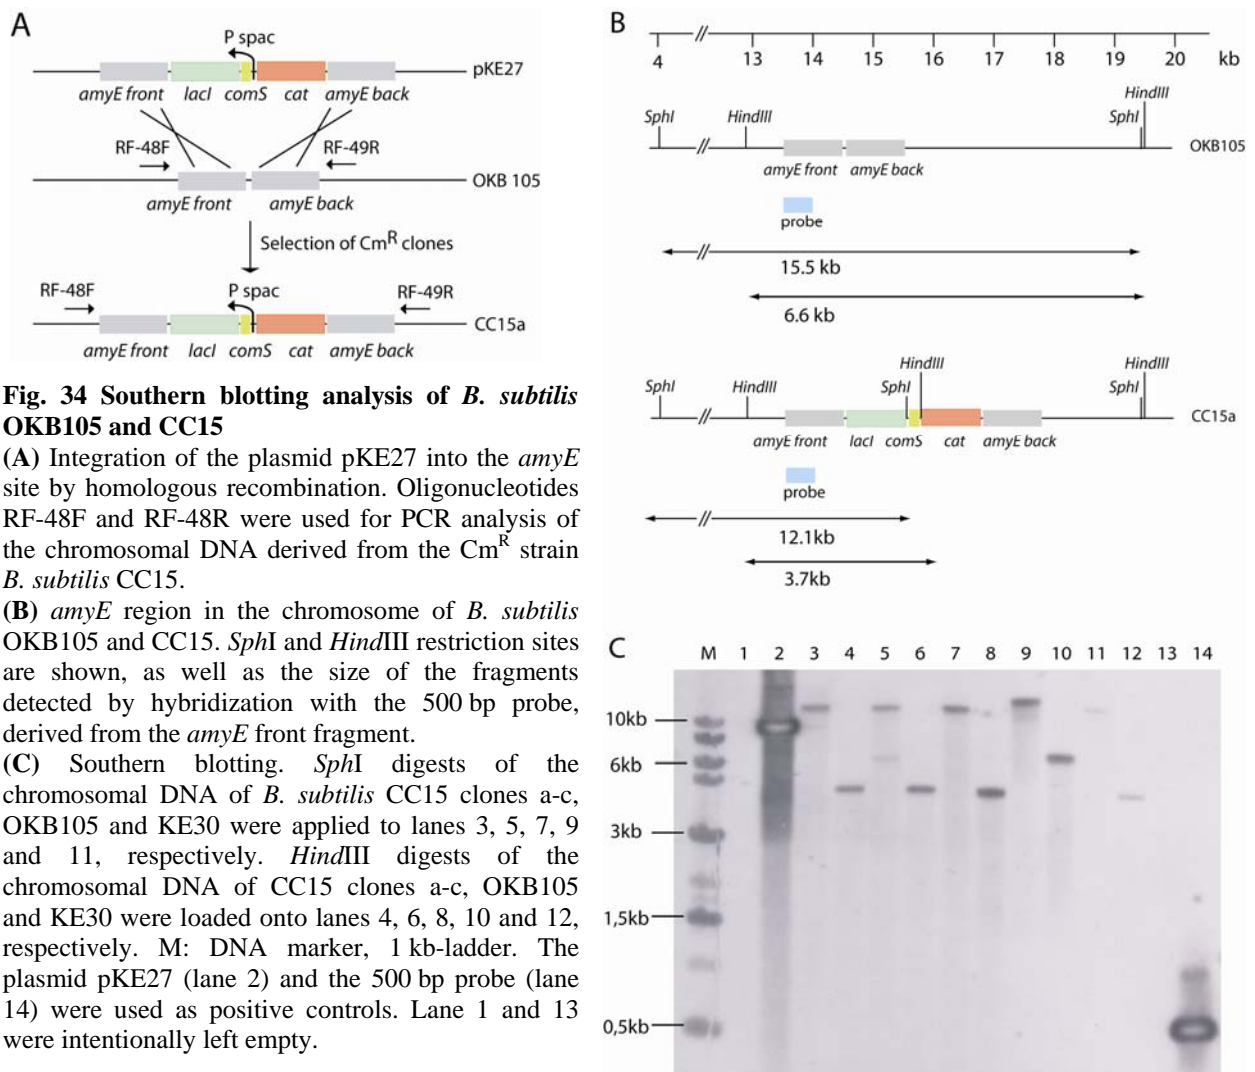 A
P spac
pKE27
amyE front lacI comS cat amyE back
RF-48F RF-49R
OKB 105
amyE front amyE back
Selection of CmR clones
RF-48F P spac RF-49R
CC15a
amyE front lacI comS cat amyE back
Fig. 34 Southern blotting analysis of B. subtilis
OKB105 and CC15
(A) Integration of the plasmid pKE27 into the amyE
site by homologous recombination. Oligonucleotides
RF-48F and RF-48R were used for PCR analysis of
the chromosomal DNA derived from the CmR strain
B. subtilis CC15.
(B) amyE region in the chromosome of B. subtilis
OKB105 and CC15. SphI and HindIII restriction sites
are shown, as well as the size of the fragments
detected by hybridization with the 500 bp probe,
derived from the amyE front fragment.
(C) Southern blotting. SphI digests of the
chromosomal DNA of B. subtilis CC15 clones a-c,
OKB105 and KE30 were applied to lanes 3, 5, 7, 9
and 11, respectively. HindIII digests of the
chromosomal DNA of CC15 clones a-c, OKB105
and KE30 were loaded onto lanes 4, 6, 8, 10 and 12,
respectively. M: DNA marker, 1 kb-ladder. The
plasmid pKE27 (lane 2) and the 500 bp probe (lane
14) were used as positive controls. Lane 1 and 13
were intentionally left empty.
B
4 13 14 15 16 17 18 19 20 kb
HindIII
SphI HindIII SphI
OKB105
amyE front amyE back
probe
15.5 kb
6.6 kb
HindIII HindIII
SphI HindIII SphI SphI
CC15a
amyE front lacI comS cat amyE back
probe
12.1kb
3.7kb
C
M 1 2 3 4 5 6 7 8 9 10 11 12 13 14
10kb
6kb
3kb
1,5kb
0,5kb